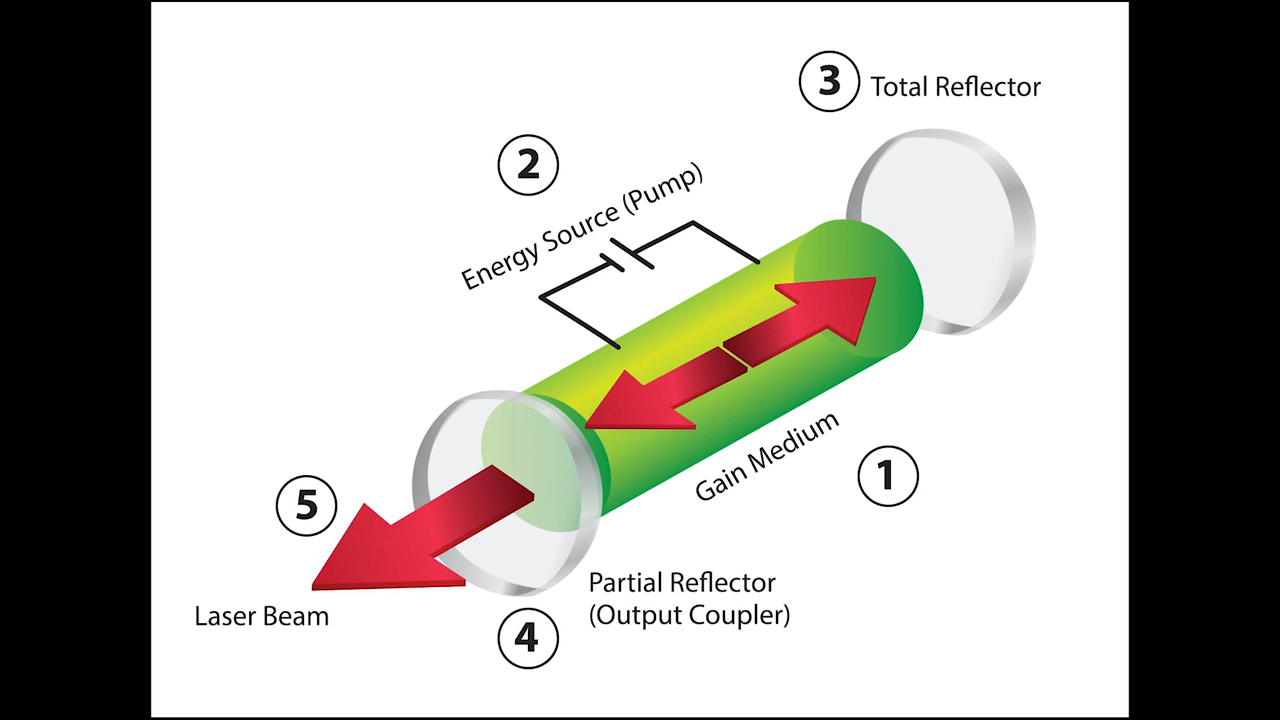 3 Total Reflector
2
Energy Source (Pump)
Gain Medium
1
5
Laser Beam
Partial Reflector
(Output Coupler)
4